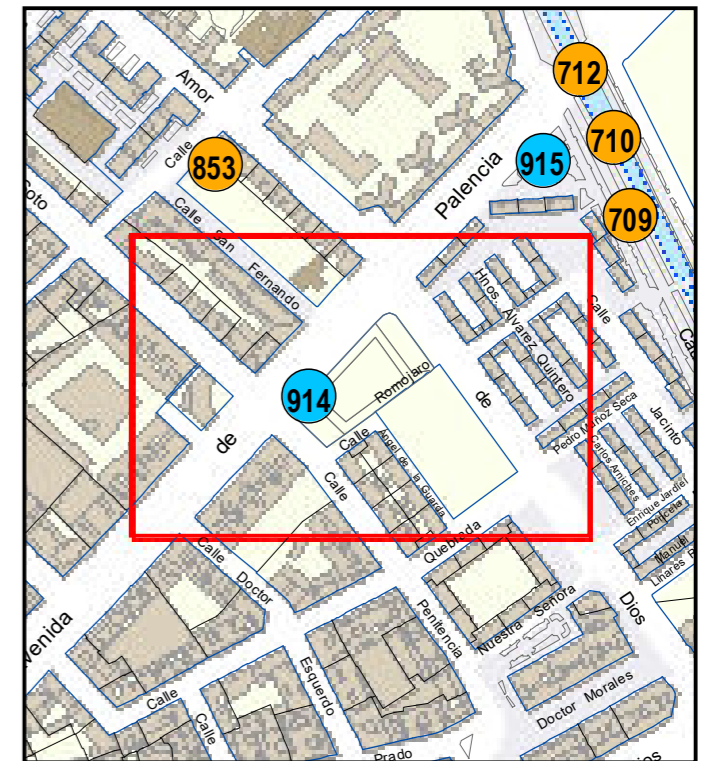 712
Amor
710
915
Calle
853
Palencia
709
Soto
Calle San Fernando
Hnos. Alvarez Quintero
Calle
Romojaro
914
de
Calle
Jacinto
Pedro Muñoz Seca
de
Calle
Angel de la Guardia
Carlos Arniches
Enrique Jardiel
Poncela
Quebrada
Manuel
Linares R
Calle Doctor
Penitencia
Nuestra Señora
Dios
venida
Esquerdo
Doctor Morales
Calle
Calle
Prado